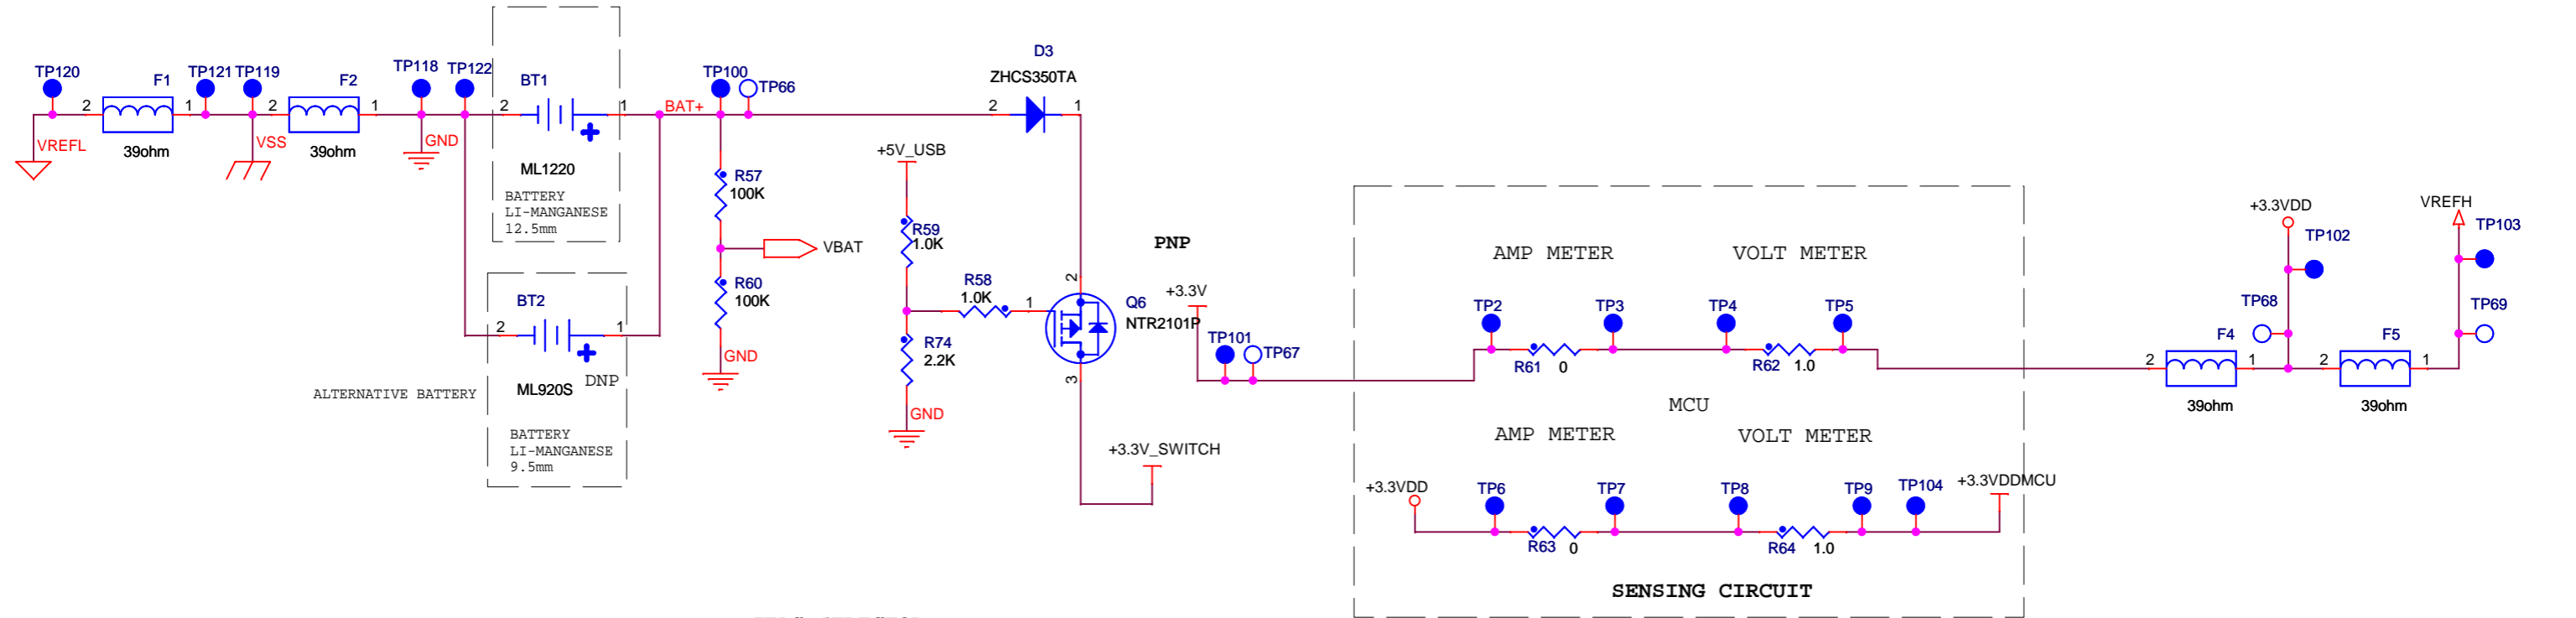 TP120
F1
TP121
TP119
F2
TP118
TP122
2
1
2
1
VREFL
39ohm
VSS
39ohm
GND
BT1
2
1
ML1220
BATTERY
LI-MANGANESE
12.5mm
BAT+
BT2
2
1
DNP
ML920S
ALTERNATIVE BATTERY
BATTERY
LI-MANGANESE
9.5mm
TP100
TP66
R57
100K
VBAT
R60
100K
GND
D3
ZHCS350TA
2
1
+5V_USB
R59
1.0K
R58
1.0K
1
R74
2.2K
GND
2
Q6
NTR2101P
3
PNP
+3.3V
TP101
TP67
+3.3V_SWITCH
AMP METER
VOLT METER
TP2
TP3
TP4
TP5
R61
0
R62
1.0
MCU
AMP METER
VOLT METER
+3.3VDD
TP6
TP7
TP8
TP9
TP104
+3.3VDDMCU
R63
0
R64
1.0
SENSING CIRCUIT
+3.3VDD
TP102
TP68
2
F4
1
39ohm
VREFH
TP103
TP69
2
F5
1
39ohm